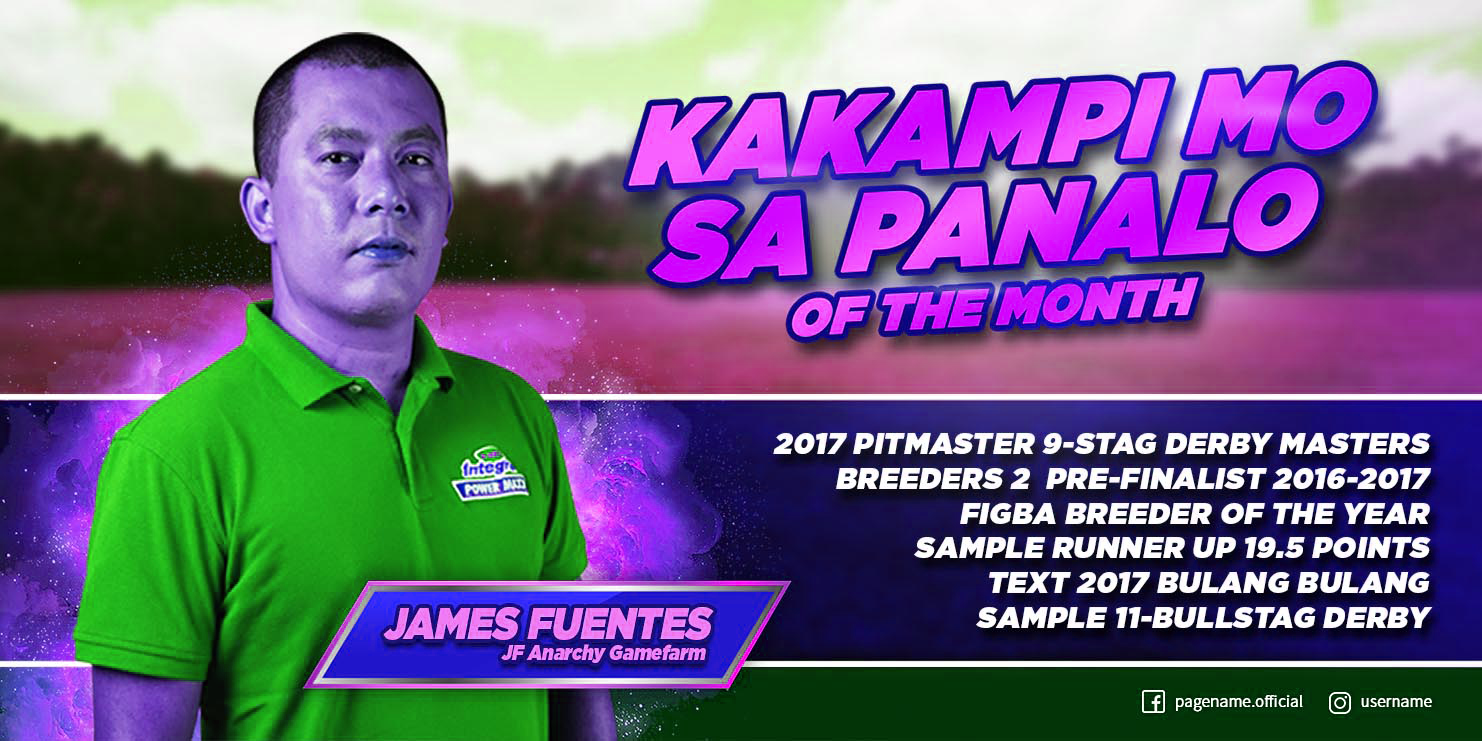 KAKAMPI MO
SA PANALO
OF THE MONTH
2017 PITMASTER 9-STAG DERBY MASTERS
BREEDERS 2 PRE-FINALIST 2016-2017
FIGBA BREEDER OF THE YEAR
SAMPLE RUNNER UP 19.5 POINTS
TEXT 2017 BULANG BULANG
SAMPLE 11-BULLSTAG DERBY
POWER
JAMES FUENTES
JF Anarchy Gamefarm
pagename.official
username